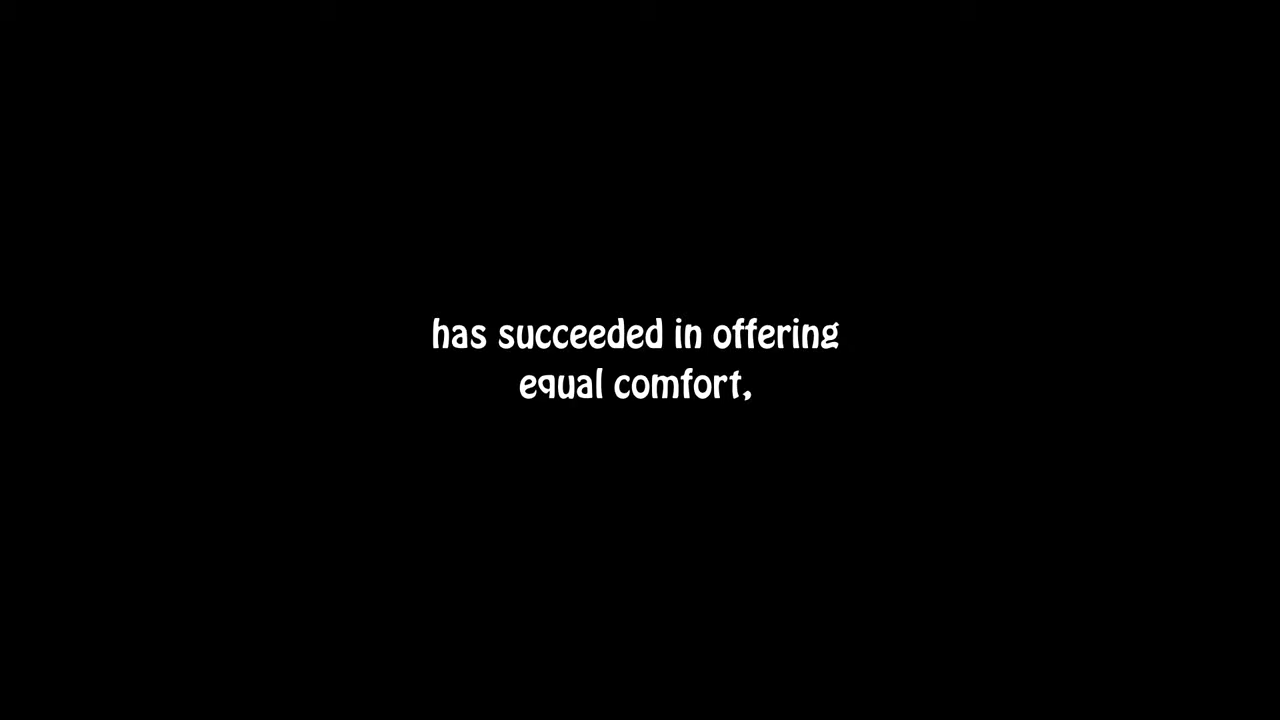 has succeeded in offering
equal comfort,